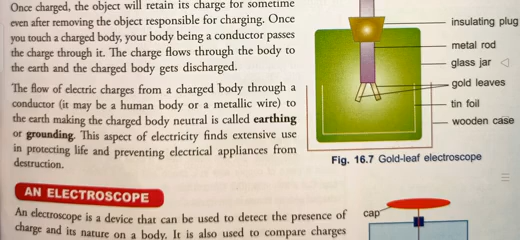 Once charged, the object will retain its charge for sometime
even after removing the object responsible for charging. Once
you touch a charged body, your body being a conductor passes
the charge through it. The charge flows through the body to
the earth and the charged body gets discharged.
The flow of electric charges from a charged body through a
conductor (it may be a human body or a metallic wire) to
the earth making the charged body neutral is called earthing
or grounding. This aspect of electricity finds extensive use
in protecting life and preventing electrical appliances from
destruction.
AN ELECTROSCOPE
An electroscope is a device that can be used to detect the presence of
charge and its nature on a body. It is also used to compare charges
insulating plug
metal rod
glass jar
gold leaves
tin foil
wooden case
Fig. 16.7 Gold-leaf electroscope
cap